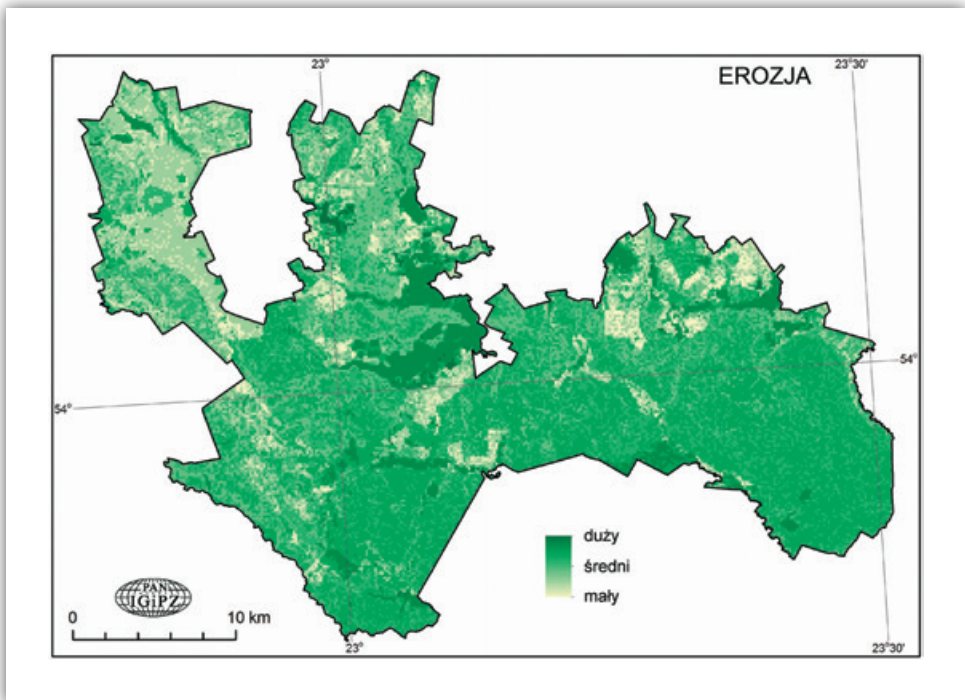 23°
23°30'
EROZJA
54°
54°
duży
średni
mały
PAN
IGiPZ
0
10 km
23°
23°30'